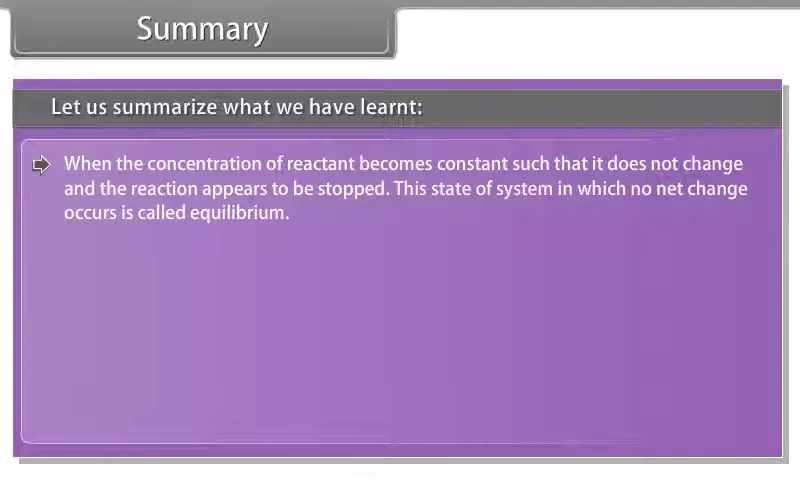 Summary
Let us summarize what we have learnt:
When the concentration of reactant becomes constant such that it does not change
and the reaction appears to be stopped. This state of system in which no net change
occurs is called equilibrium.